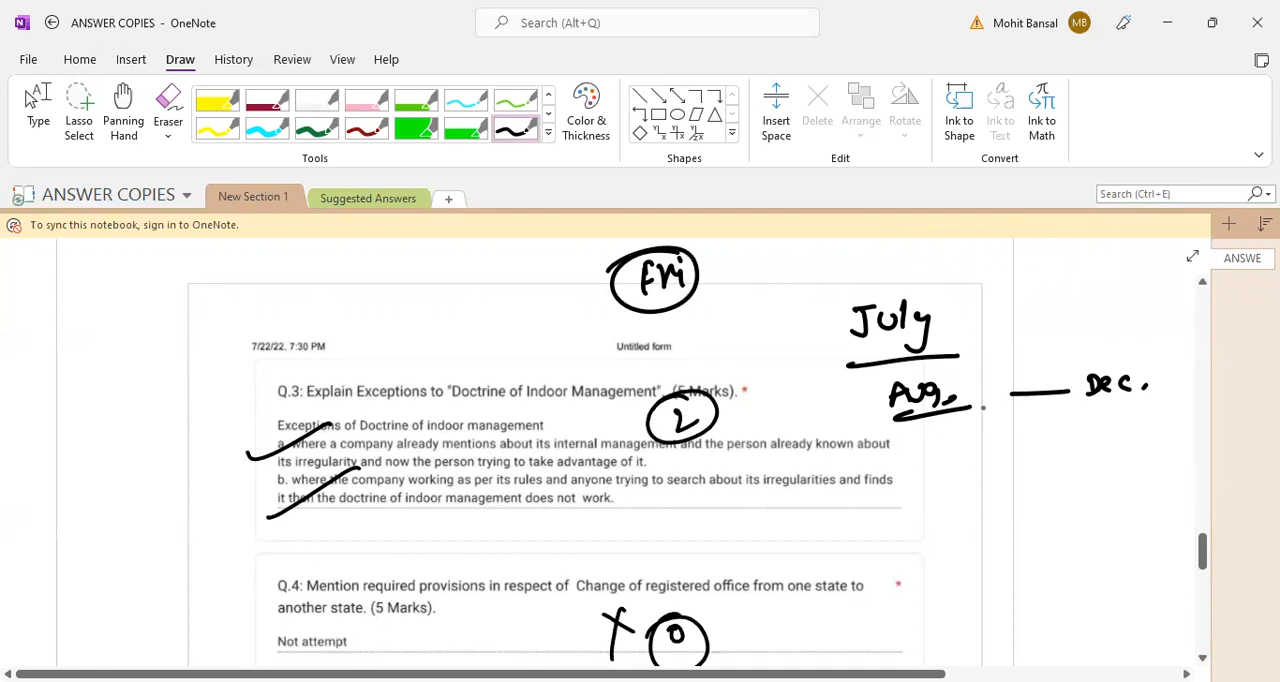 ANSWER COPIES - OneNote
Search (Alt+Q)
Mohit Bansal MB
File Home Insert Draw History Review View Help
Type
Lasso Select
Panning Hand
Eraser
Color & Thickness
Insert Space
Delete
Arrange
Rotate
Ink to Shape
Ink to Text
Ink to Math
Tools Shapes Edit Convert
ANSWER COPIES New Section 1 Suggested Answers +
Search (Ctrl+E)
To sync this notebook, sign in to OneNote.
ANSWE
Fri
July
7/22/22, 7:30 PM Untitled form
Q.3: Explain Exceptions to "Doctrine of Indoor Management". (5 Marks). *
Aug. — Dec.
2
Exceptions of Doctrine of indoor management
a. where a company already mentions about its internal management and the person already known about
its irregularity and now the person trying to take advantage of it.
b. where the company working as per its rules and anyone trying to search about its irregularities and finds
it then the doctrine of indoor management does not work.
Q.4: Mention required provisions in respect of Change of registered office from one state to *
another state. (5 Marks).
X 0
Not attempt